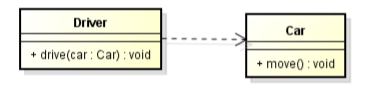 Driver
+ drive(car : Car) : void
Car
+ move() : void